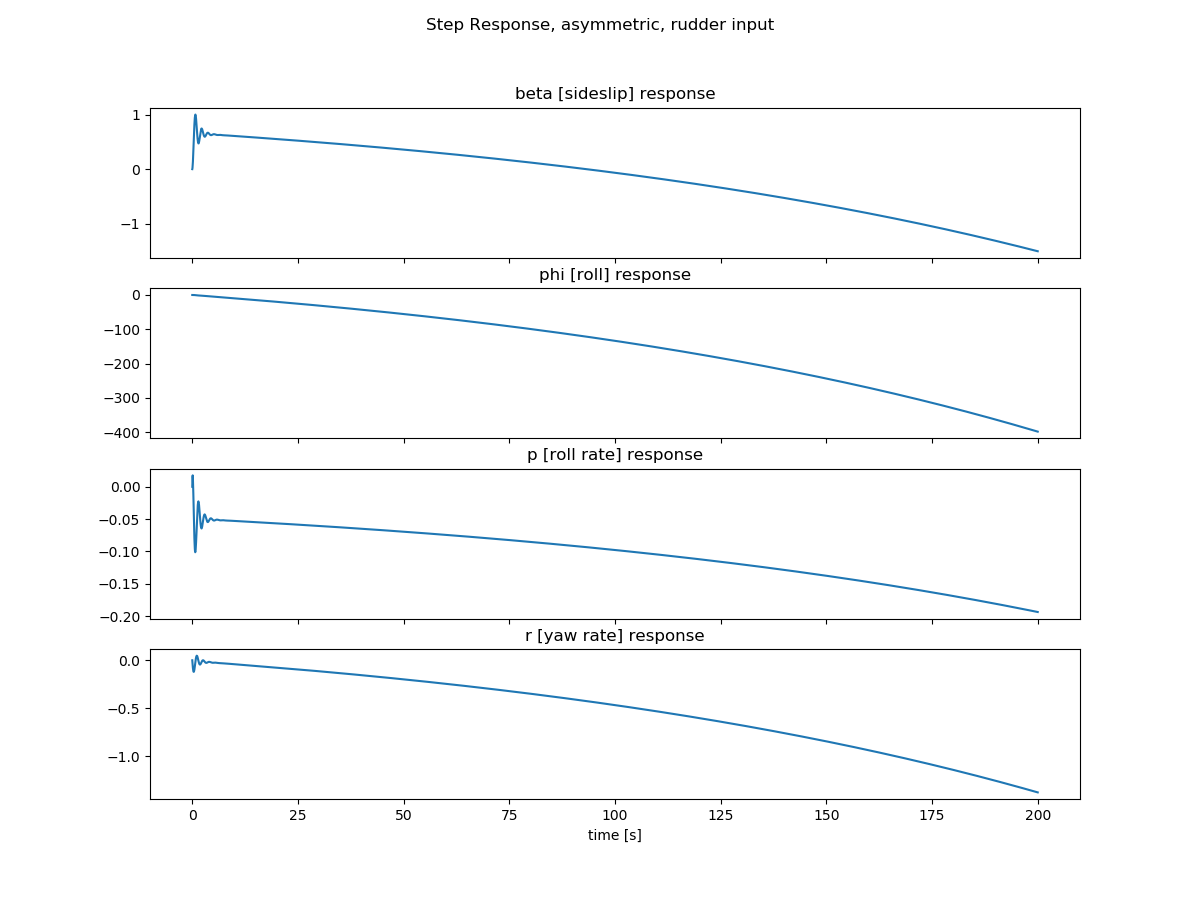 Step Response, asymmetric, rudder input
beta [sideslip] response
1
0
−1
phi [roll] response
0
−100
−200
−300
−400
p [roll rate] response
0.00
−0.05
−0.10
−0.15
−0.20
r [yaw rate] response
0.0
−0.5
−1.0
0 25 50 75 100 125 150 175 200
time [s]